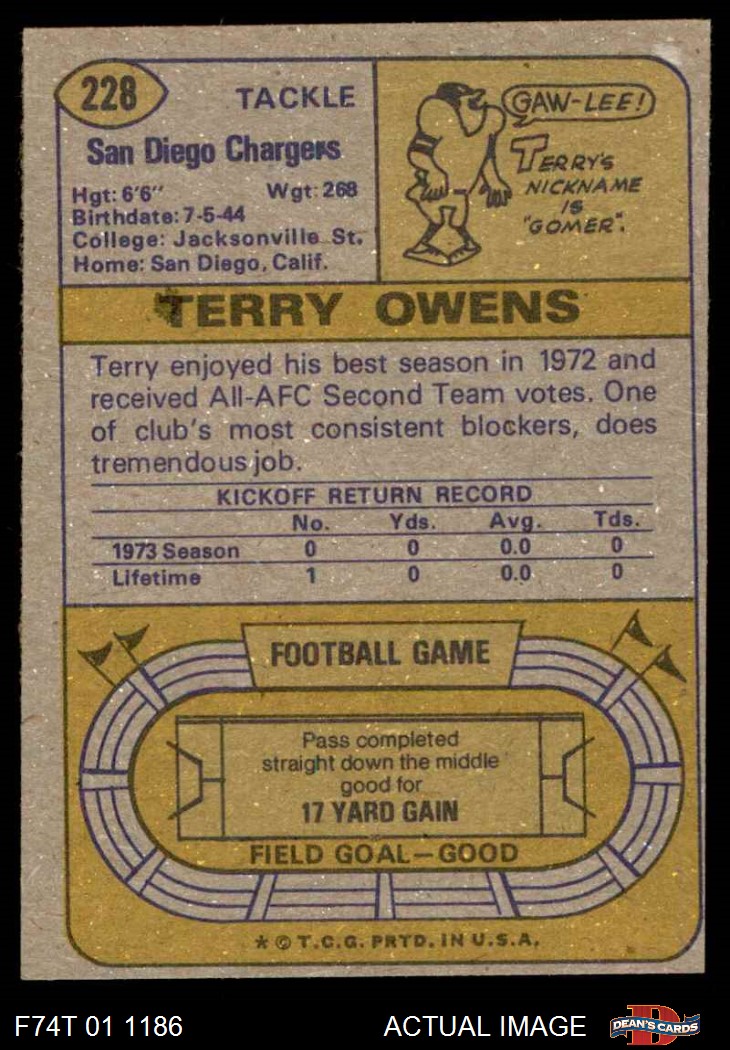 228
TACKLE
San Diego Chargers
Hgt: 6'6" Wgt: 268
Birthdate: 7-5-44
College: Jacksonville St.
Home: San Diego, Calif.
GAW-LEE!
TERRY'S
NICKNAME
IS
"GOMER".
TERRY OWENS
Terry enjoyed his best season in 1972 and
received All-AFC Second Team votes. One
of club's most consistent blockers, does
tremendous job.
KICKOFF RETURN RECORD
No. Yds. Avg. Tds.
1973 Season 0 0 0.0 0
Lifetime 1 0 0.0 0
FOOTBALL GAME
Pass completed
straight down the middle
good for
17 YARD GAIN
FIELD GOAL—GOOD
* © T.C.G. PRTD. IN U.S.A.
F74T 01 1186 ACTUAL IMAGE
D
DEAN'S CARDS